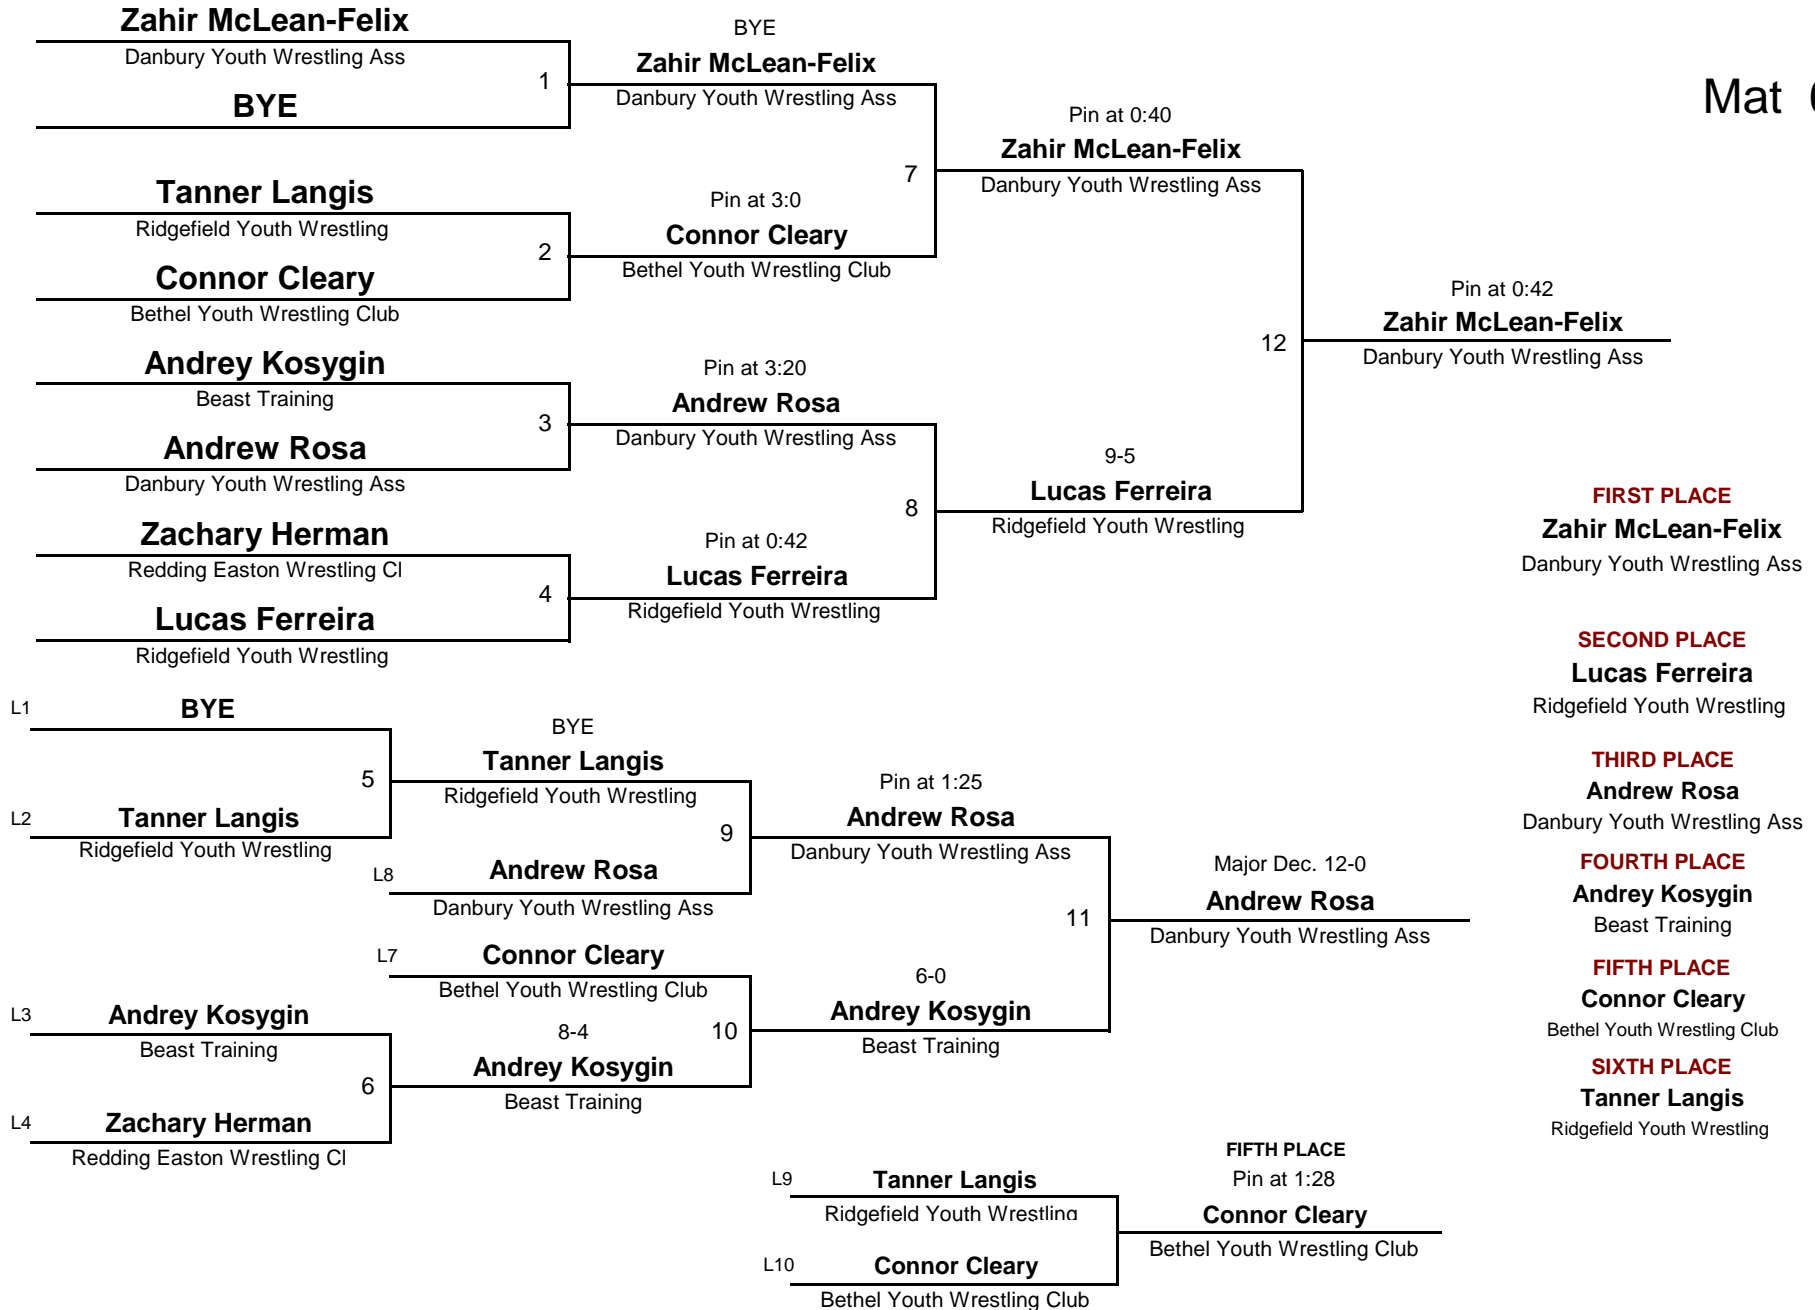 Zahir McLean-Felix
Danbury Youth Wrestling Ass
1
BYE
Tanner Langis
Ridgefield Youth Wrestling
2
Connor Cleary
Bethel Youth Wrestling Club
Andrey Kosygin
Beast Training
3
Andrew Rosa
Danbury Youth Wrestling Ass
Zachary Herman
Redding Easton Wrestling Cl
4
Lucas Ferreira
Ridgefield Youth Wrestling
BYE
Zahir McLean-Felix
Danbury Youth Wrestling Ass
7
Pin at 3:0
Connor Cleary
Bethel Youth Wrestling Club
Pin at 3:20
Andrew Rosa
Danbury Youth Wrestling Ass
8
Pin at 0:42
Lucas Ferreira
Ridgefield Youth Wrestling
Pin at 0:40
Zahir McLean-Felix
Danbury Youth Wrestling Ass
12
9-5
Lucas Ferreira
Ridgefield Youth Wrestling
Pin at 0:42
Zahir McLean-Felix
Danbury Youth Wrestling Ass
Mat
L1
BYE
5
L2
Tanner Langis
Ridgefield Youth Wrestling
L3
Andrey Kosygin
Beast Training
6
L4
Zachary Herman
Redding Easton Wrestling Cl
BYE
Tanner Langis
Ridgefield Youth Wrestling
9
L8
Andrew Rosa
Danbury Youth Wrestling Ass
L7
Connor Cleary
Bethel Youth Wrestling Club
8-4
10
Andrey Kosygin
Beast Training
Pin at 1:25
Andrew Rosa
Danbury Youth Wrestling Ass
11
6-0
Andrey Kosygin
Beast Training
Major Dec. 12-0
Andrew Rosa
Danbury Youth Wrestling Ass
L9
Tanner Langis
Ridgefield Youth Wrestling
L10
Connor Cleary
Bethel Youth Wrestling Club
FIFTH PLACE
Pin at 1:28
Connor Cleary
Bethel Youth Wrestling Club
FIRST PLACE
Zahir McLean-Felix
Danbury Youth Wrestling Ass
SECOND PLACE
Lucas Ferreira
Ridgefield Youth Wrestling
THIRD PLACE
Andrew Rosa
Danbury Youth Wrestling Ass
FOURTH PLACE
Andrey Kosygin
Beast Training
FIFTH PLACE
Connor Cleary
Bethel Youth Wrestling Club
SIXTH PLACE
Tanner Langis
Ridgefield Youth Wrestling